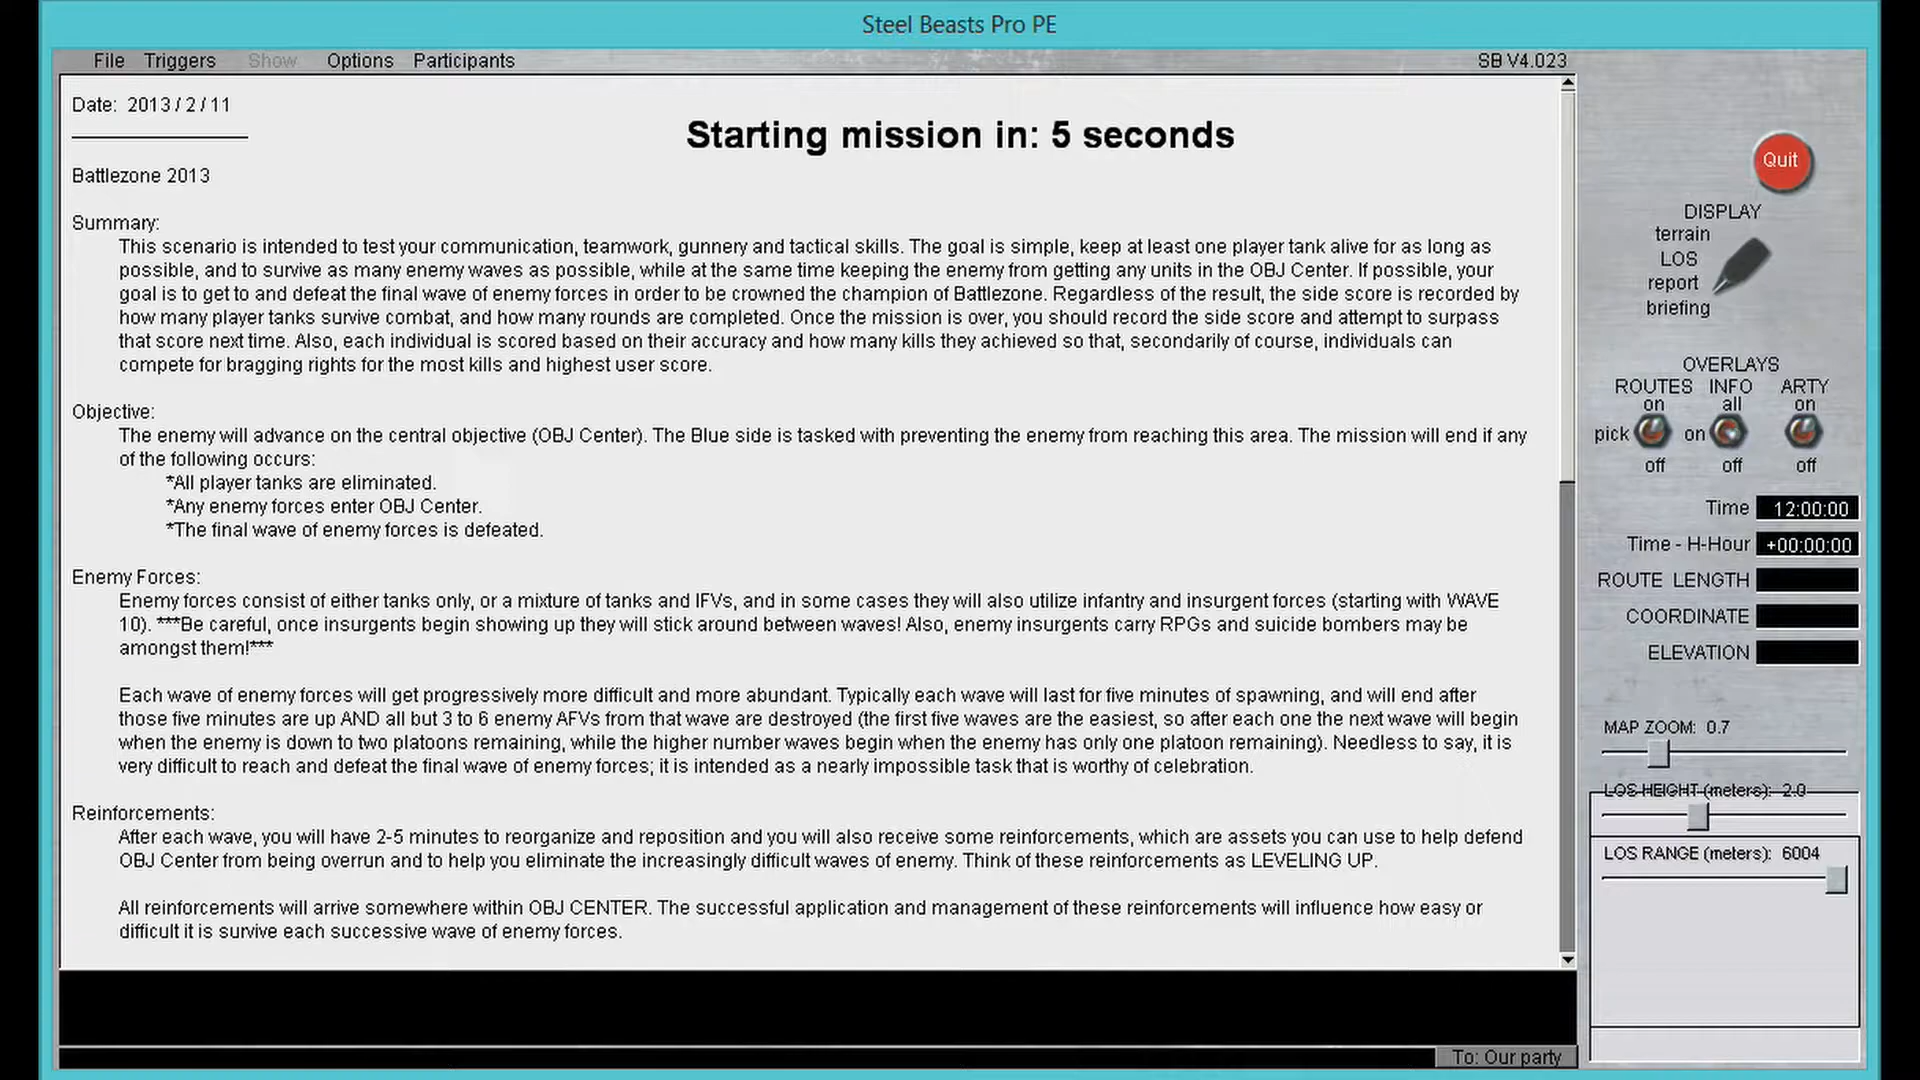 Steel Beasts Pro PE
File Triggers Show Options Participants SB V4.023
Date: 2013 / 2 / 11
Starting mission in: 5 seconds
Battlezone 2013
Summary:
This scenario is intended to test your communication, teamwork, gunnery and tactical skills. The goal is simple, keep at least one player tank alive for as long as
possible, and to survive as many enemy waves as possible, while at the same time keeping the enemy from getting any units in the OBJ Center. If possible, your
goal is to get to and defeat the final wave of enemy forces in order to be crowned the champion of Battlezone. Regardless of the result, the side score is recorded by
how many player tanks survive combat, and how many rounds are completed. Once the mission is over, you should record the side score and attempt to surpass
that score next time. Also, each individual is scored based on their accuracy and how many kills they achieved so that, secondarily of course, individuals can
compete for bragging rights for the most kills and highest user score.
Objective:
The enemy will advance on the central objective (OBJ Center). The Blue side is tasked with preventing the enemy from reaching this area. The mission will end if any
of the following occurs:
*All player tanks are eliminated.
*Any enemy forces enter OBJ Center.
*The final wave of enemy forces is defeated.
Enemy Forces:
Enemy forces consist of either tanks only, or a mixture of tanks and IFVs, and in some cases they will also utilize infantry and insurgent forces (starting with WAVE
10). ***Be careful, once insurgents begin showing up they will stick around between waves! Also, enemy insurgents carry RPGs and suicide bombers may be
amongst them!***
Each wave of enemy forces will get progressively more difficult and more abundant. Typically each wave will last for five minutes of spawning, and will end after
those five minutes are up AND all but 3 to 6 enemy AFVs from that wave are destroyed (the first five waves are the easiest, so after each one the next wave will begin
when the enemy is down to two platoons remaining, while the higher number waves begin when the enemy has only one platoon remaining). Needless to say, it is
very difficult to reach and defeat the final wave of enemy forces; it is intended as a nearly impossible task that is worthy of celebration.
Reinforcements:
After each wave, you will have 2-5 minutes to reorganize and reposition and you will also receive some reinforcements, which are assets you can use to help defend
OBJ Center from being overrun and to help you eliminate the increasingly difficult waves of enemy. Think of these reinforcements as LEVELING UP.
All reinforcements will arrive somewhere within OBJ CENTER. The successful application and management of these reinforcements will influence how easy or
difficult it is survive each successive wave of enemy forces.
To: Our party
Quit
DISPLAY
terrain
LOS
report
briefing
OVERLAYS
ROUTES INFO ARTY
on all on
pick on
off off off
Time 12:00:00
Time - H-Hour +00:00:00
ROUTE LENGTH
COORDINATE
ELEVATION
MAP ZOOM: 0.7
LOS HEIGHT (meters): 2.0
LOS RANGE (meters): 6004